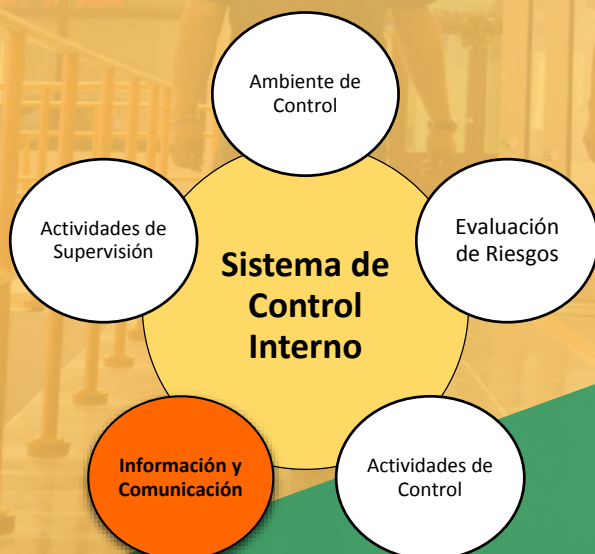 Ambiente de
Control
Evaluación
de Riesgos
Actividades de
Supervisión
Sistema de
Control
Interno
Información y
Comunicación
Actividades de
Control